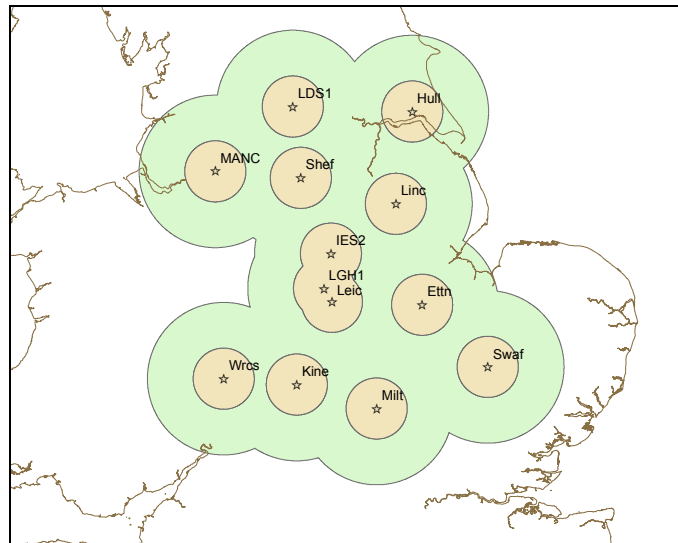 LDS1
Hull
MANC
Shef
Linc
IES2
LGH1
Leic
Ettn
Swaf
Wrcs
Kine
Milt